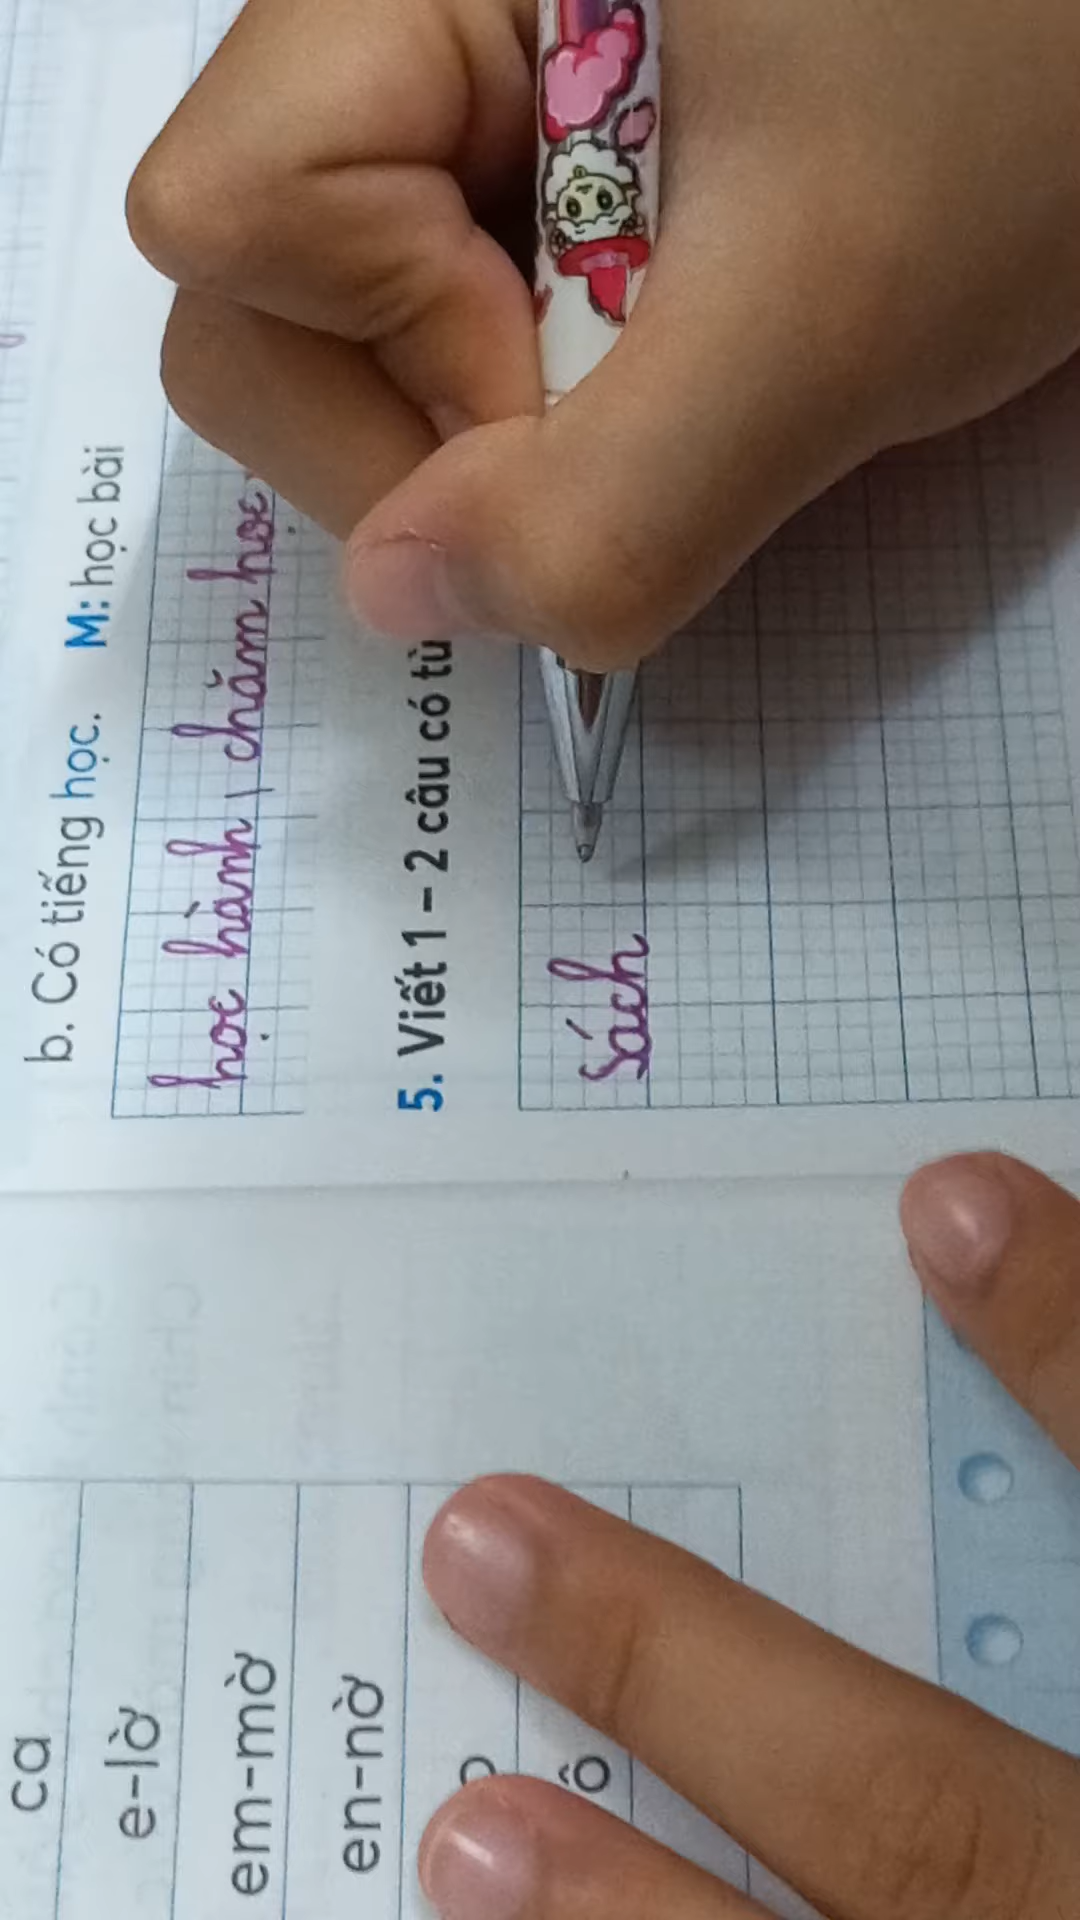 b. Có tiếng học. M: học bài
học hành, chăm học
5. Viết 1 – 2 câu có từ
Sách
ca
e-lờ
em-mờ
en-nờ
ô